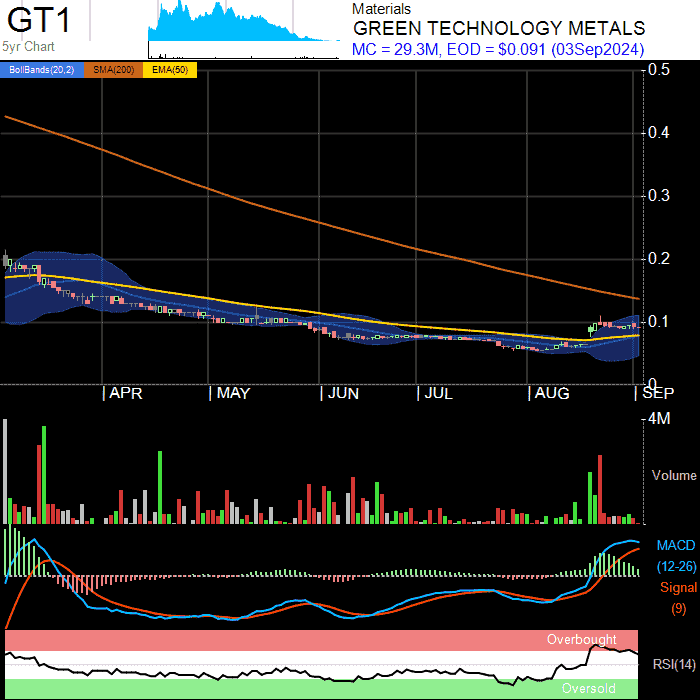 GT1
5yr Chart
Materials
GREEN TECHNOLOGY METALS
MC = 29.3M, EOD = $0.091 (03Sep2024)
BollBands(20,2) SMA(200) EMA(50)
0.5
0.4
0.3
0.2
0.1
0
APR MAY JUN JUL AUG SEP
4M
Volume
MACD
(12-26)
Signal
(9)
Overbought
RSI(14)
Oversold